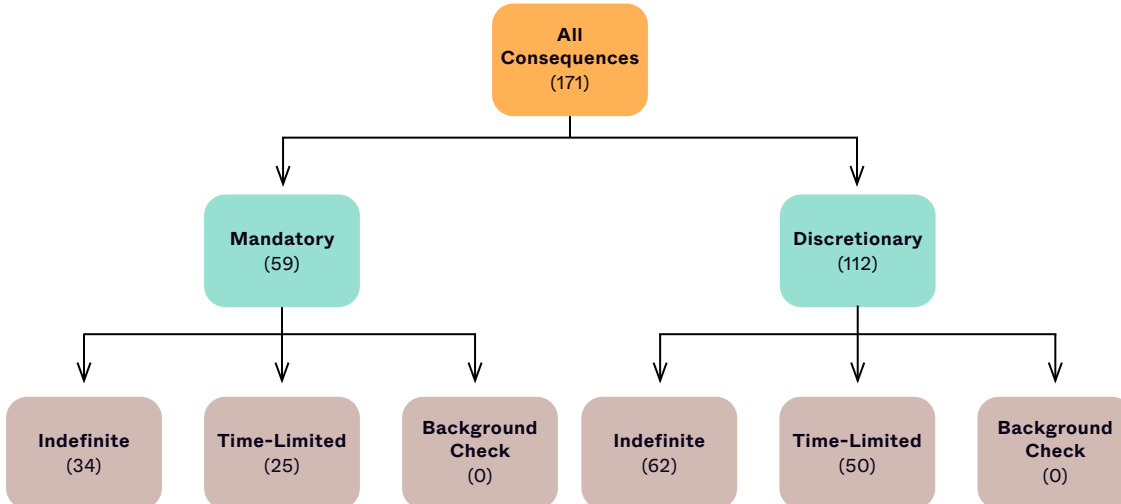 All
Consequences
(171)
Mandatory
(59)
Discretionary
(112)
Indefinite
(34)
Time-Limited
(25)
Background
Check
(0)
Indefinite
(62)
Time-Limited
(50)
Background
Check
(0)